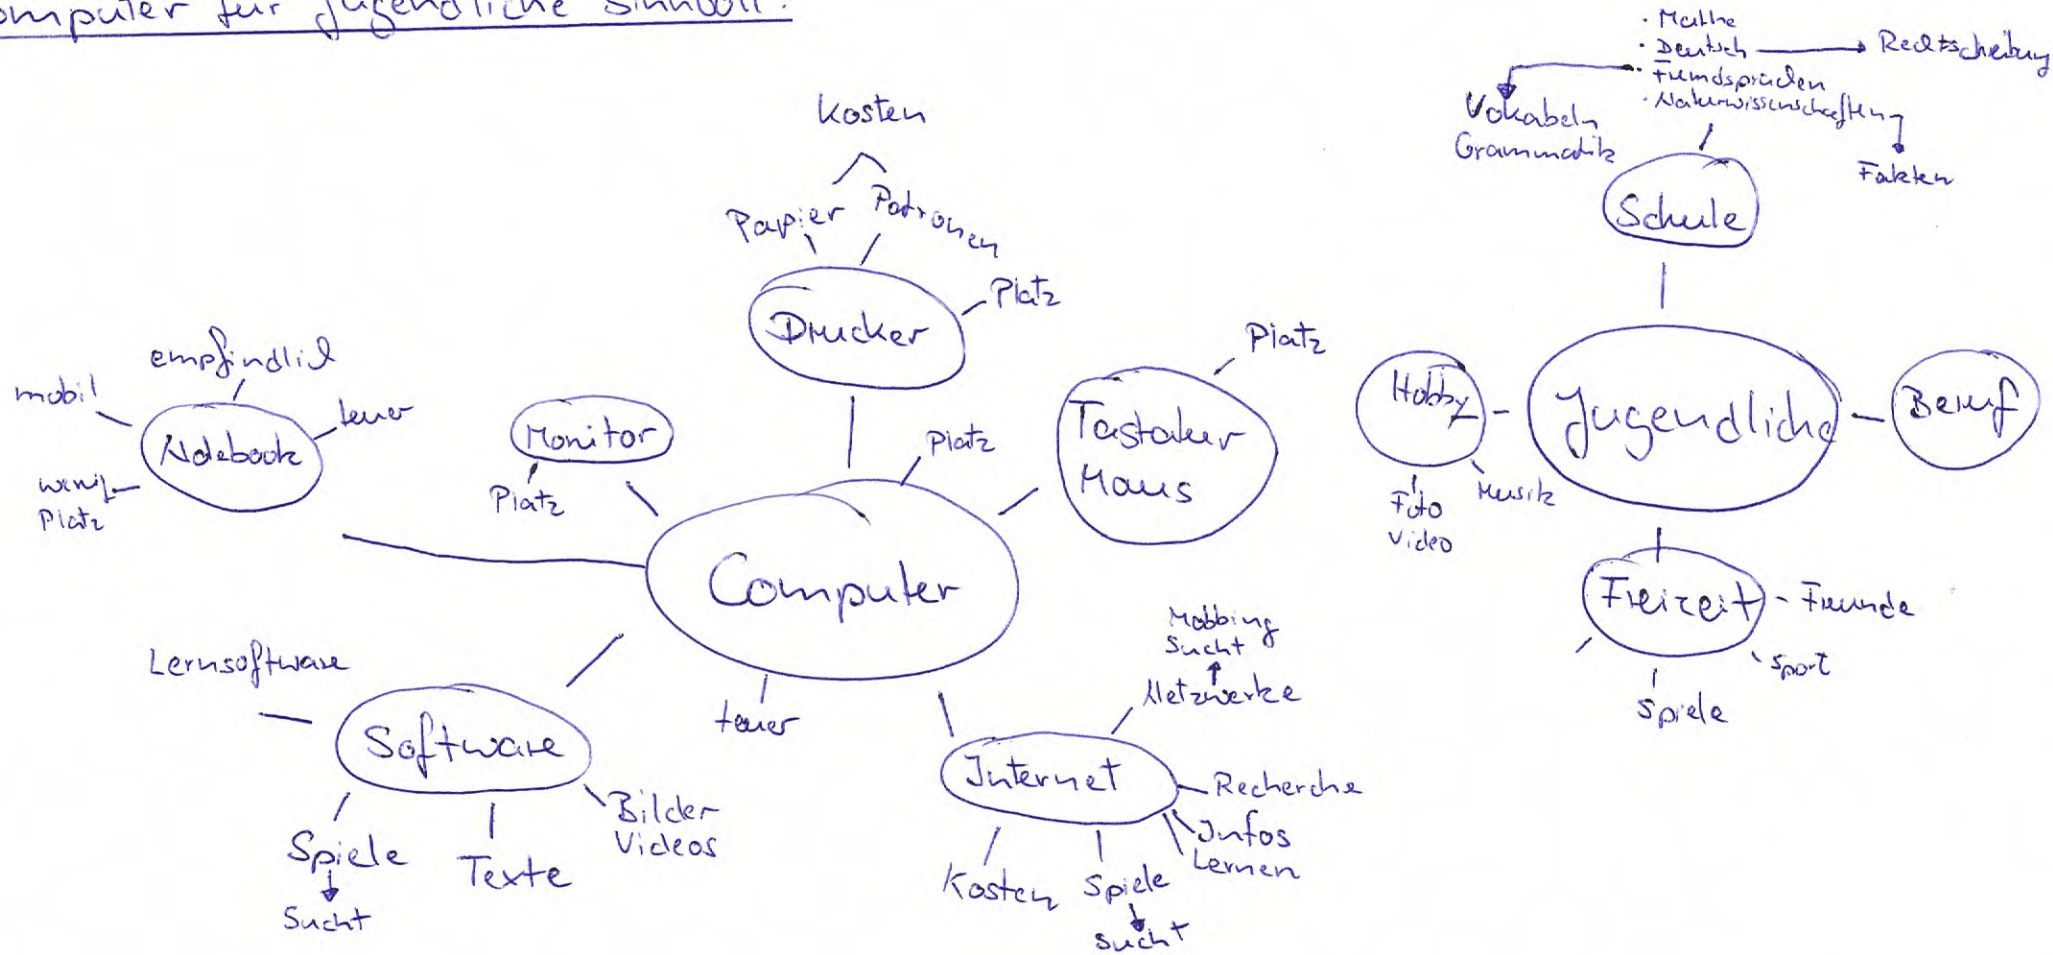 Computer für Jugendliche sinnvoll?
· Mathe
· Deutsch
Rechtscheibung
· Fremdsprachen
· Naturwissenschaften
Vokabeln
Grammatik
Fakten
Schule
Kosten
Papier
Patronen
Platz
Drucker
Platz
Tastatur
Maus
empfindlich
mobil
teuer
Notebook
wenig
Platz
Monitor
Platz
Platz
Computer
teuer
Hobby
Jugendliche
Beruf
Foto
Video
Musik
Freizeit
Freunde
Sport
Spiele
Lernsoftware
Software
Spiele
Sucht
Texte
Bilder
Videos
Mobbing
Sucht
Netzwerke
Internet
Recherche
Infos
Lernen
Kosten
Spiele
Sucht